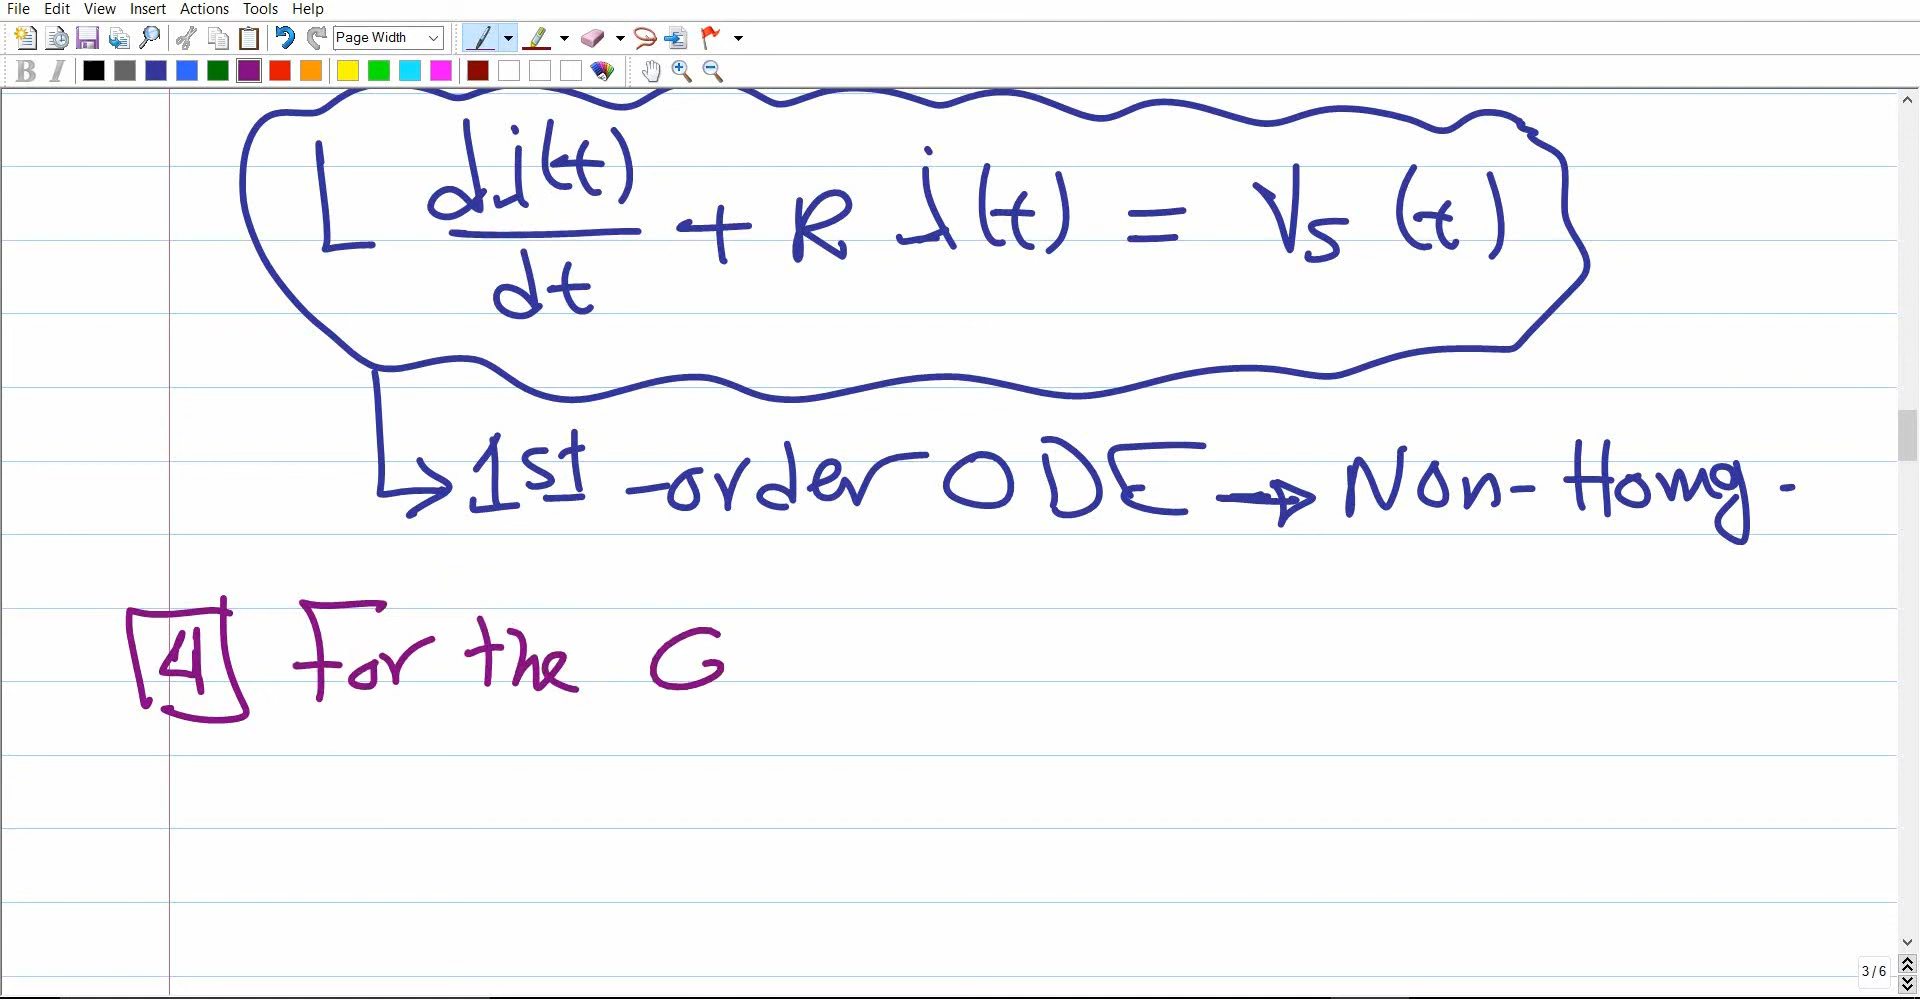 File Edit View Insert Actions Tools Help
Page Width
B I
L di(t)/dt + R i(t) = Vs(t)
1st-order ODE → Non-Homg.
4 For the G
3 / 6